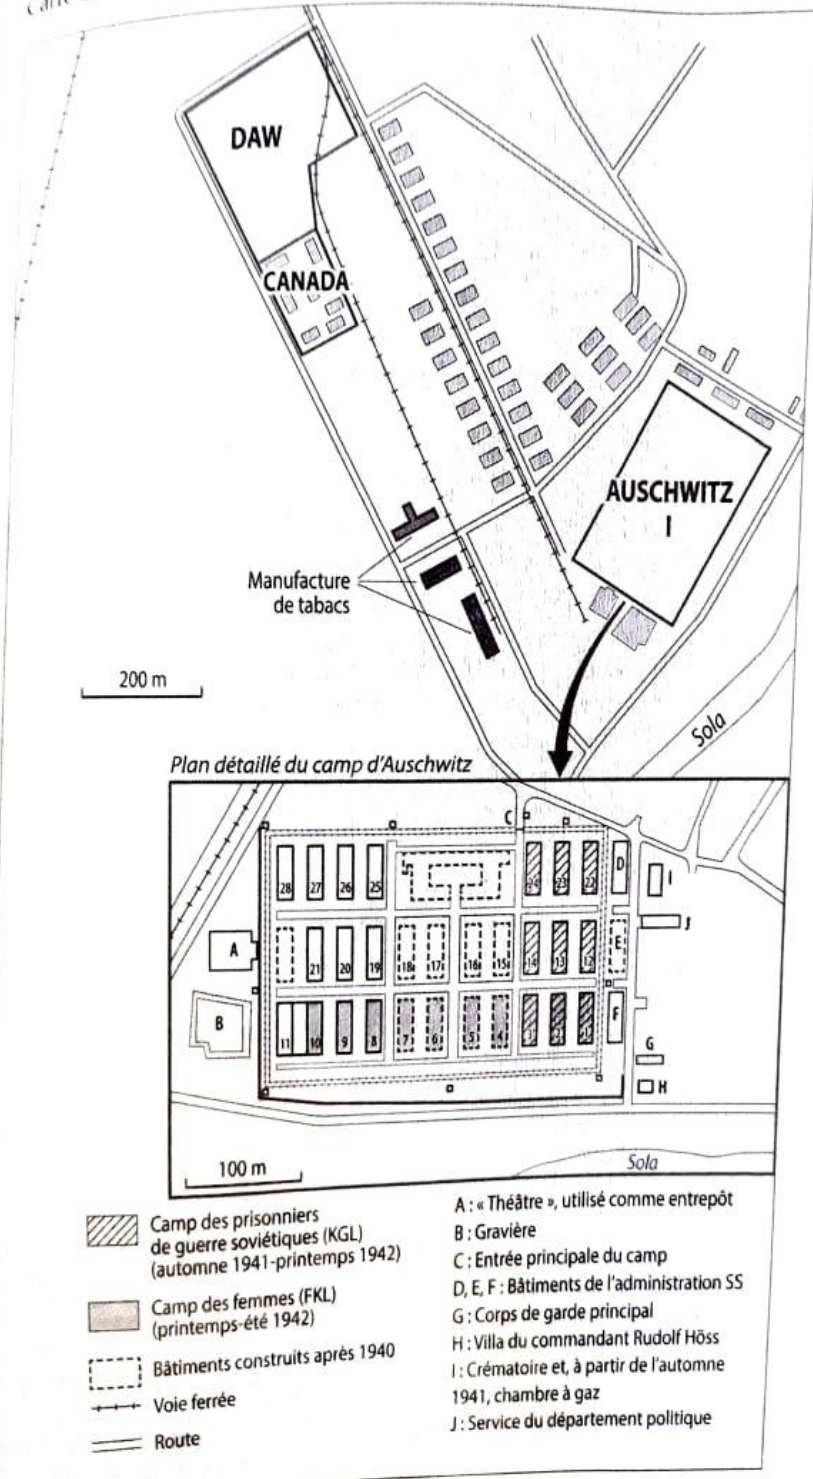 DAW
CANADA
AUSCHWITZ
I
Manufacture
de tabacs
200 m
Sola
Plan détaillé du camp d'Auschwitz
C
28
27
26
25
24
23
22
D
I
J
A
21
20
19
18
17
16
15
14
13
12
E
B
11
10
9
8
7
6
5
4
3
2
1
F
G
H
100 m
Sola
Camp des prisonniers
de guerre soviétiques (KGL)
(automne 1941-printemps 1942)
Camp des femmes (FKL)
(printemps-été 1942)
Bâtiments construits après 1940
Voie ferrée
Route
A : « Théâtre », utilisé comme entrepôt
B : Gravière
C : Entrée principale du camp
D, E, F : Bâtiments de l'administration SS
G : Corps de garde principal
H : Villa du commandant Rudolf Höss
I : Crématoire et, à partir de l'automne
1941, chambre à gaz
J : Service du département politique